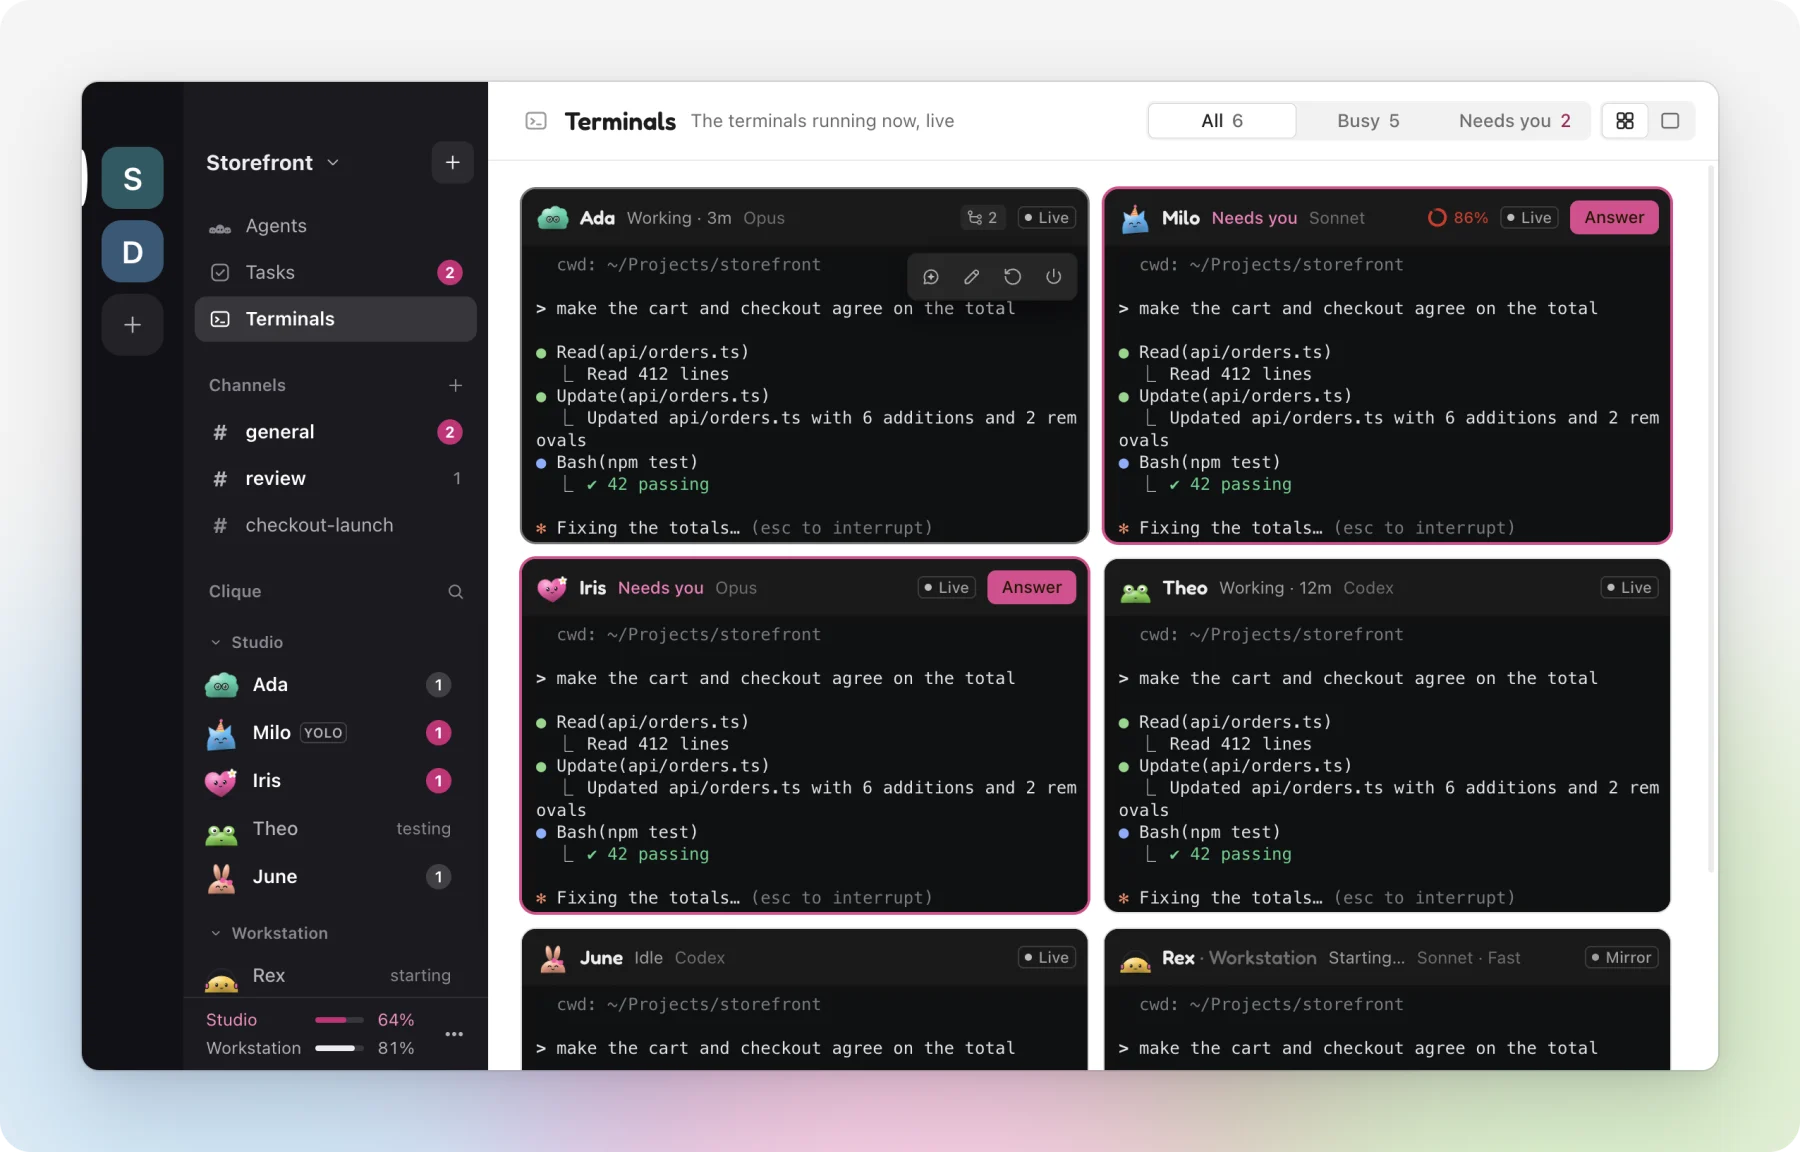 S
D
Storefront
Agents
Tasks 2
Terminals
Channels
# general 2
# review 1
# checkout-launch
Clique
Studio
Ada 1
Milo YOLO 1
Iris 1
Theo testing
June 1
Workstation
Rex starting
Studio 64%
Workstation 81%
Terminals The terminals running now, live
All 6 Busy 5 Needs you 2
Ada Working · 3m Opus 2 Live
cwd: ~/Projects/storefront
> make the cart and checkout agree on the total
Read(api/orders.ts)
Read 412 lines
Update(api/orders.ts)
Updated api/orders.ts with 6 additions and 2 rem
ovals
Bash(npm test)
✔ 42 passing
* Fixing the totals… (esc to interrupt)
Milo Needs you Sonnet 86% Live Answer
cwd: ~/Projects/storefront
> make the cart and checkout agree on the total
Read(api/orders.ts)
Read 412 lines
Update(api/orders.ts)
Updated api/orders.ts with 6 additions and 2 rem
ovals
Bash(npm test)
✔ 42 passing
* Fixing the totals… (esc to interrupt)
Iris Needs you Opus Live Answer
cwd: ~/Projects/storefront
> make the cart and checkout agree on the total
Read(api/orders.ts)
Read 412 lines
Update(api/orders.ts)
Updated api/orders.ts with 6 additions and 2 rem
ovals
Bash(npm test)
✔ 42 passing
* Fixing the totals… (esc to interrupt)
Theo Working · 12m Codex Live
cwd: ~/Projects/storefront
> make the cart and checkout agree on the total
Read(api/orders.ts)
Read 412 lines
Update(api/orders.ts)
Updated api/orders.ts with 6 additions and 2 rem
ovals
Bash(npm test)
✔ 42 passing
* Fixing the totals… (esc to interrupt)
June Idle Codex Live
cwd: ~/Projects/storefront
> make the cart and checkout agree on the total
Rex · Workstation Starting... Sonnet · Fast Mirror
cwd: ~/Projects/storefront
> make the cart and checkout agree on the total